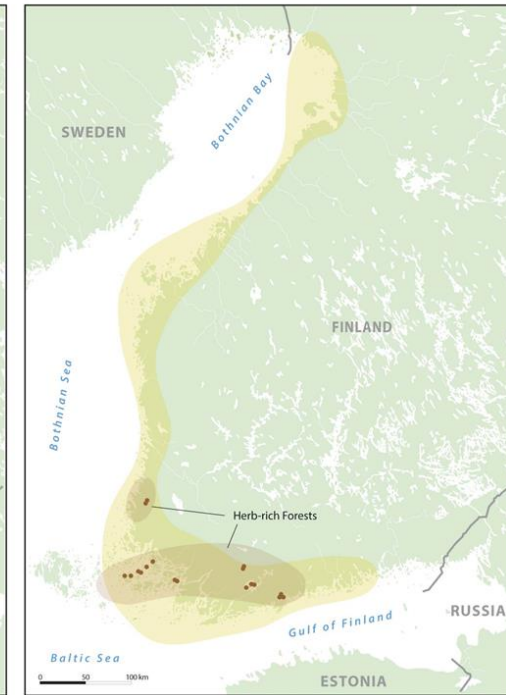 Bothnian Bay
SWEDEN
FINLAND
Bothnian Sea
Herb-rich Forests
RUSSIA
Gulf of Finland
Baltic Sea
ESTONIA
0 50 100 km